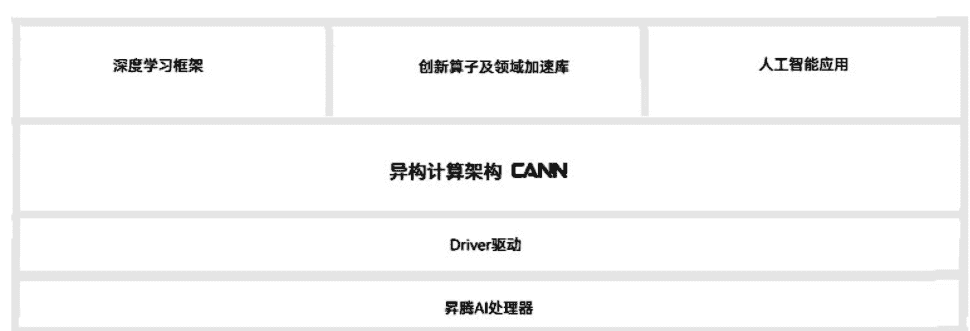 深度学习框架
创新算子及领域加速库
人工智能应用
异构计算架构 CANN
Driver驱动
昇腾AI处理器